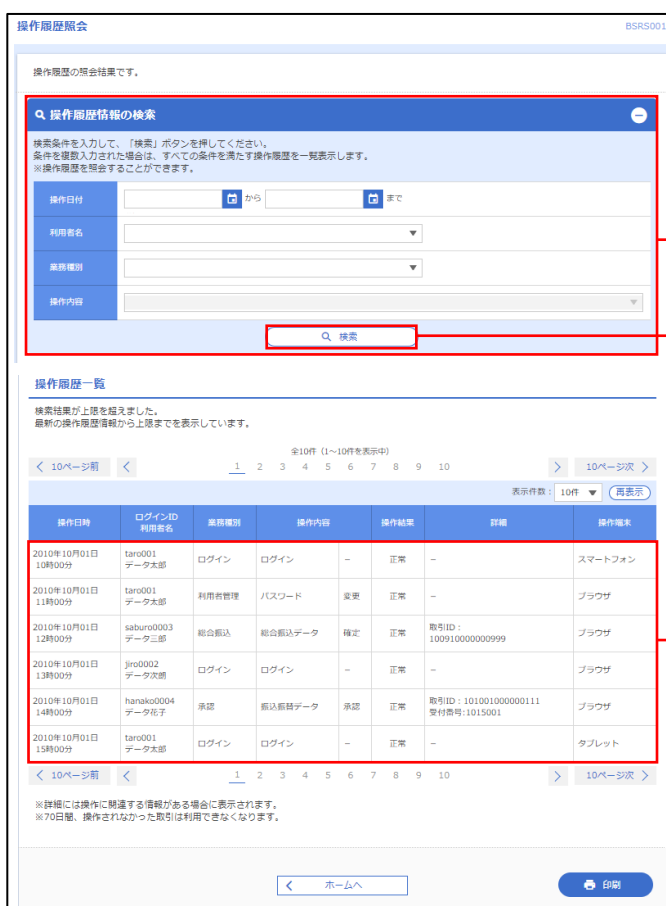 操作履歴照会
BSRS001
操作履歴の照会結果です。
操作履歴情報の検索
検索条件を入力して、「検索」ボタンを押してください。
条件を複数入力された場合は、すべての条件を満たす操作履歴を一覧表示します。
※操作履歴を照会することができます。
操作日付 から まで
利用者名
業務種別
操作内容
検索
操作履歴一覧
検索結果が上限を超えました。
最新の操作履歴情報から上限までを表示しています。
全10件（1～10件を表示中）
10ページ前 1 2 3 4 5 6 7 8 9 10 10ページ次
表示件数： 10件 再表示
操作日時 ログインID 利用者名 業務種別 操作内容 操作結果 詳細 操作端末
2010年10月01日 10時00分 taro001 データ太郎 ログイン ログイン － 正常 － スマートフォン
2010年10月01日 11時00分 taro001 データ太郎 利用者管理 パスワード 変更 正常 － ブラウザ
2010年10月01日 12時00分 saburo0003 データ三郎 総合振込 総合振込データ 確定 正常 取引ID： 100910000000999 ブラウザ
2010年10月01日 13時00分 jiro0002 データ次朗 ログイン ログイン － 正常 － ブラウザ
2010年10月01日 14時00分 hanako0004 データ花子 承認 振込振替データ 承認 正常 取引ID：101001000000111 受付番号:1015001 ブラウザ
2010年10月01日 15時00分 taro001 データ太郎 ログイン ログイン － 正常 － タブレット
10ページ前 1 2 3 4 5 6 7 8 9 10 10ページ次
※詳細には操作に関連する情報がある場合に表示されます。
※70日間、操作されなかった取引は利用できなくなります。
ホームへ
印刷